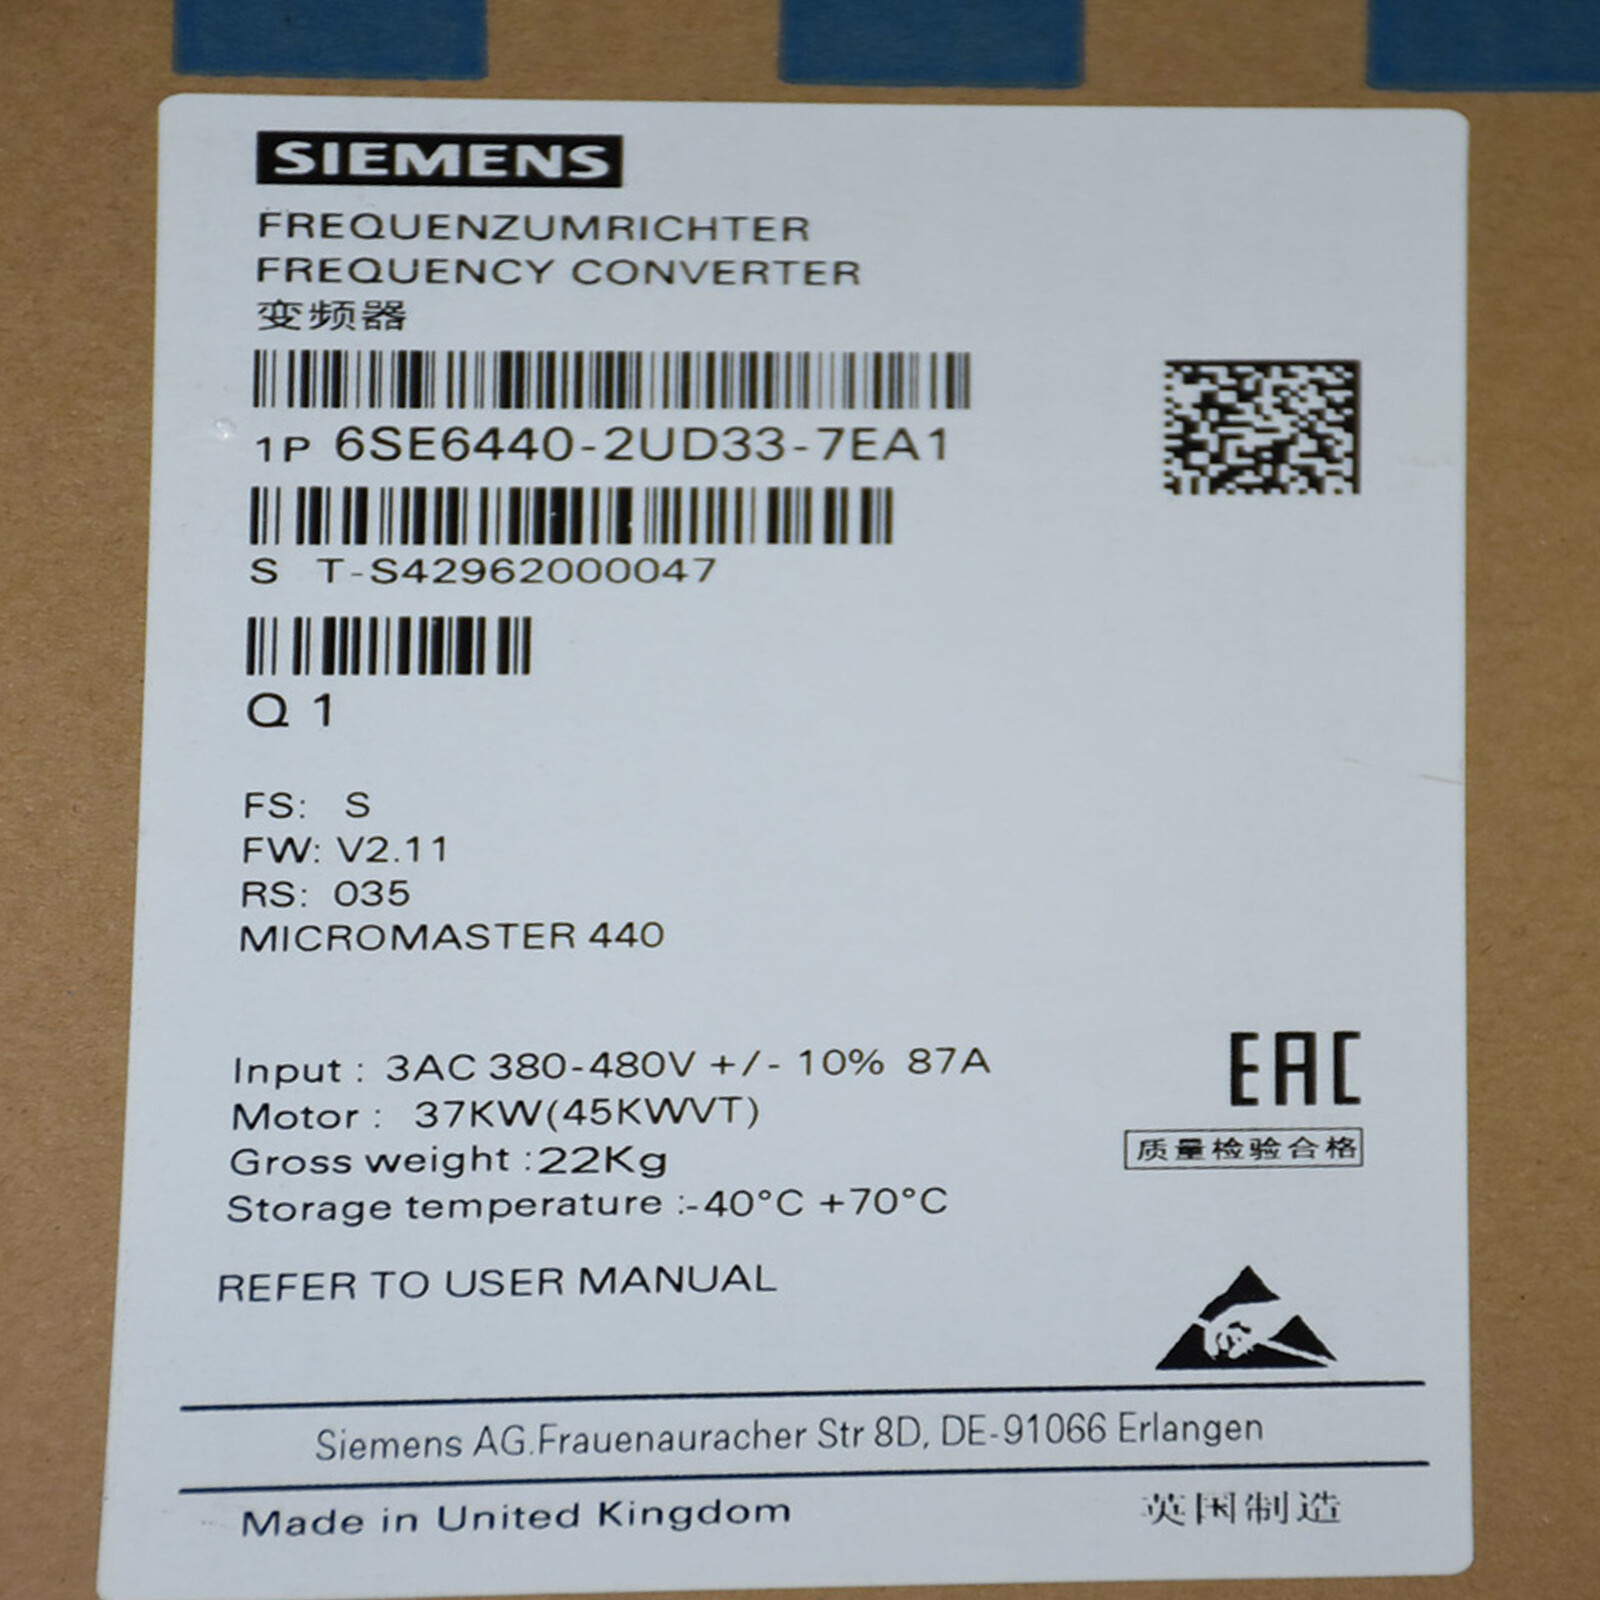 SIEMENS
FREQUENZUMRICHTER
FREQUENCY CONVERTER
变频器
1P 6SE6440-2UD33-7EA1
S T-S42962000047
Q 1
FS: S
FW: V2.11
RS: 035
MICROMASTER 440
Input : 3AC 380-480V +/- 10% 87A
Motor : 37KW(45KWVT)
Gross weight :22Kg
Storage temperature :-40°C +70°C
EAC
质量检验合格
REFER TO USER MANUAL
Siemens AG.Frauenauracher Str 8D, DE-91066 Erlangen
Made in United Kingdom 英国制造